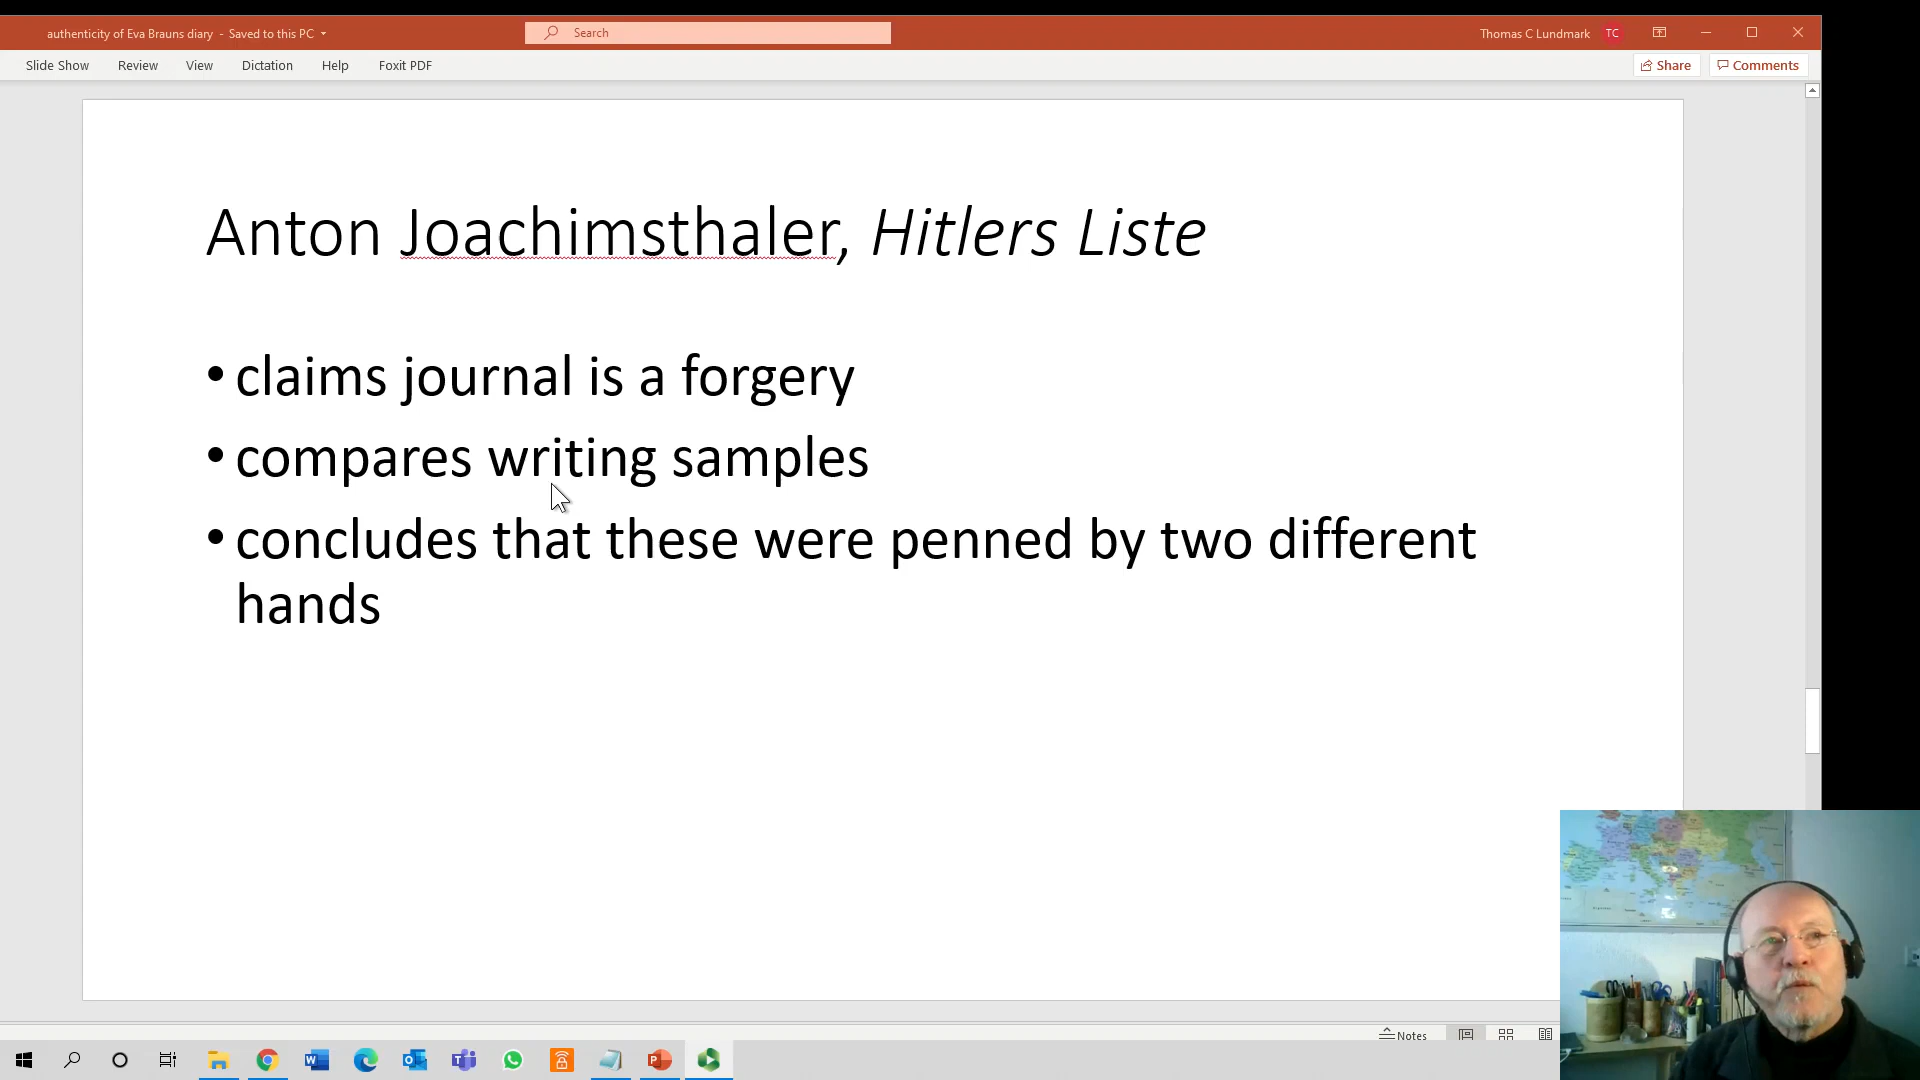 authenticity of Eva Brauns diary - Saved to this PC
Search
Thomas C Lundmark TC
Slide Show Review View Dictation Help Foxit PDF
Share Comments
Anton Joachimsthaler, Hitlers Liste
• claims journal is a forgery
• compares writing samples
• concludes that these were penned by two different
hands
Notes